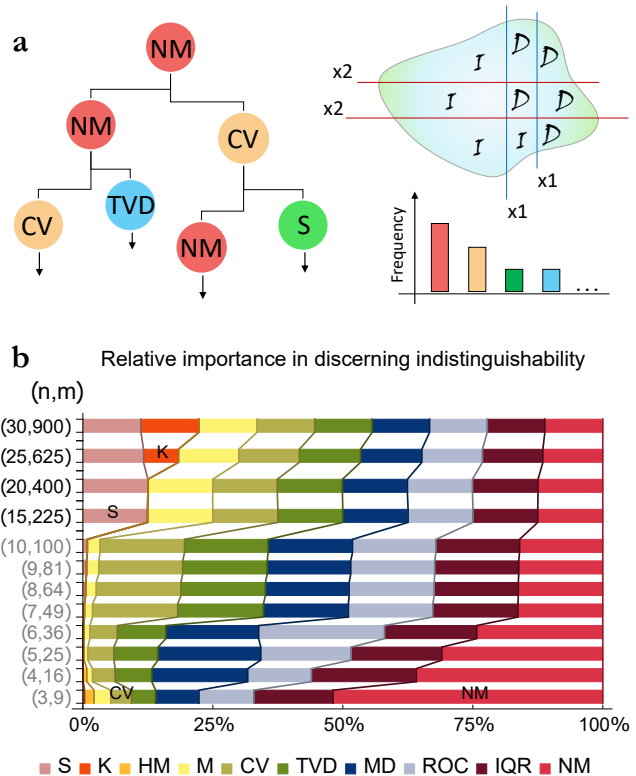 a
NM
NM
CV
CV
TVD
NM
S
I
D
D
I
D
D
I
I
D
x2
x2
x1
x1
Frequency
...
b
Relative importance in discerning indistinguishability
(n,m)
(30,900)
(25,625)
K
(20,400)
(15,225)
S
(10,100)
(9,81)
(8,64)
(7,49)
(6,36)
(5,25)
(4,16)
(3,9)
CV
NM
0% 25% 50% 75% 100%
S K HM M CV TVD MD ROC IQR NM